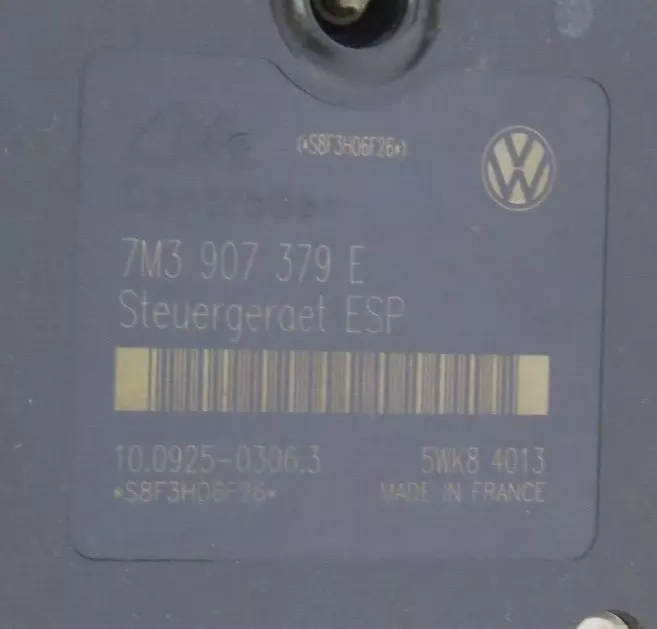 (*S8F3H06F26*)
7M3 907 379 E
Steuergeraet ESP
10.0925-0306.3 5WK8 4013
*S8F3H06F26* MADE IN FRANCE